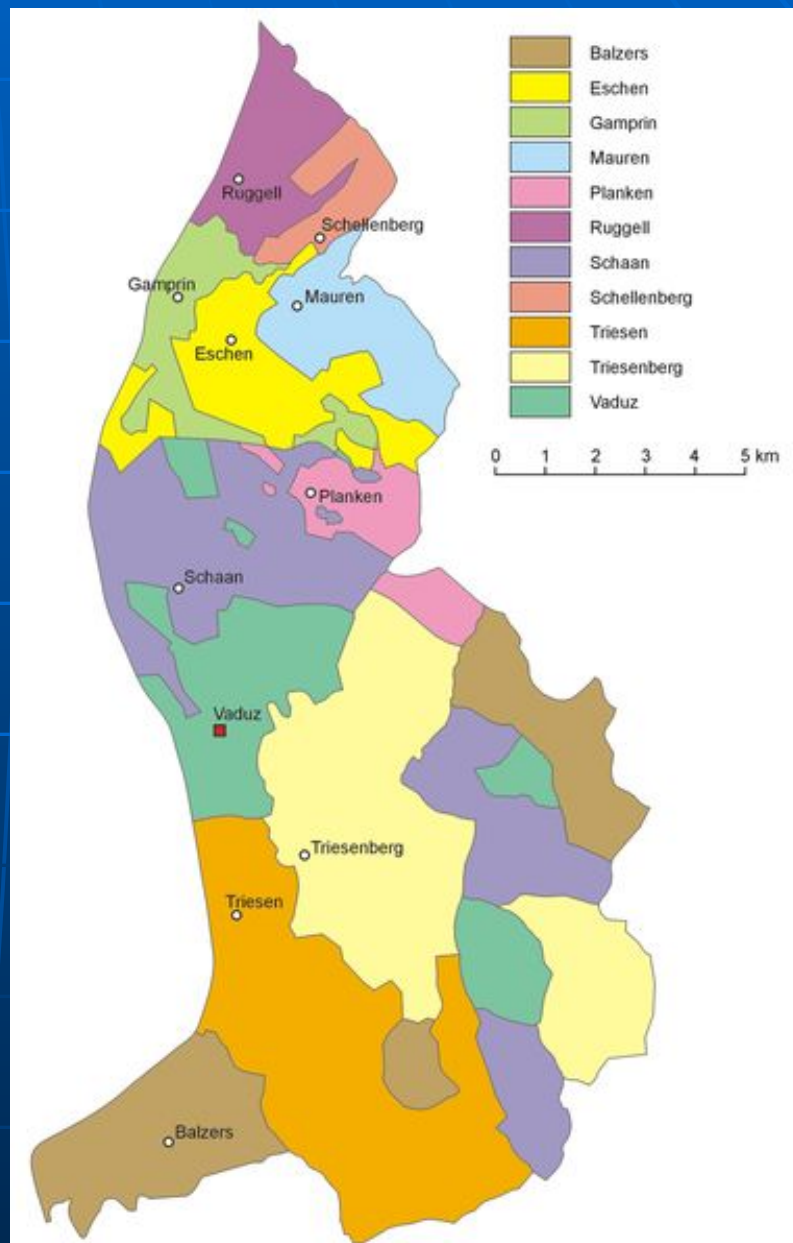 Balzers
Eschen
Gamprin
Mauren
Planken
Ruggell
Schaan
Schellenberg
Triesen
Triesenberg
Vaduz
0 1 2 3 4 5 km
Ruggell
Schellenberg
Gamprin
Mauren
Eschen
Planken
Schaan
Vaduz
Triesenberg
Triesen
Balzers